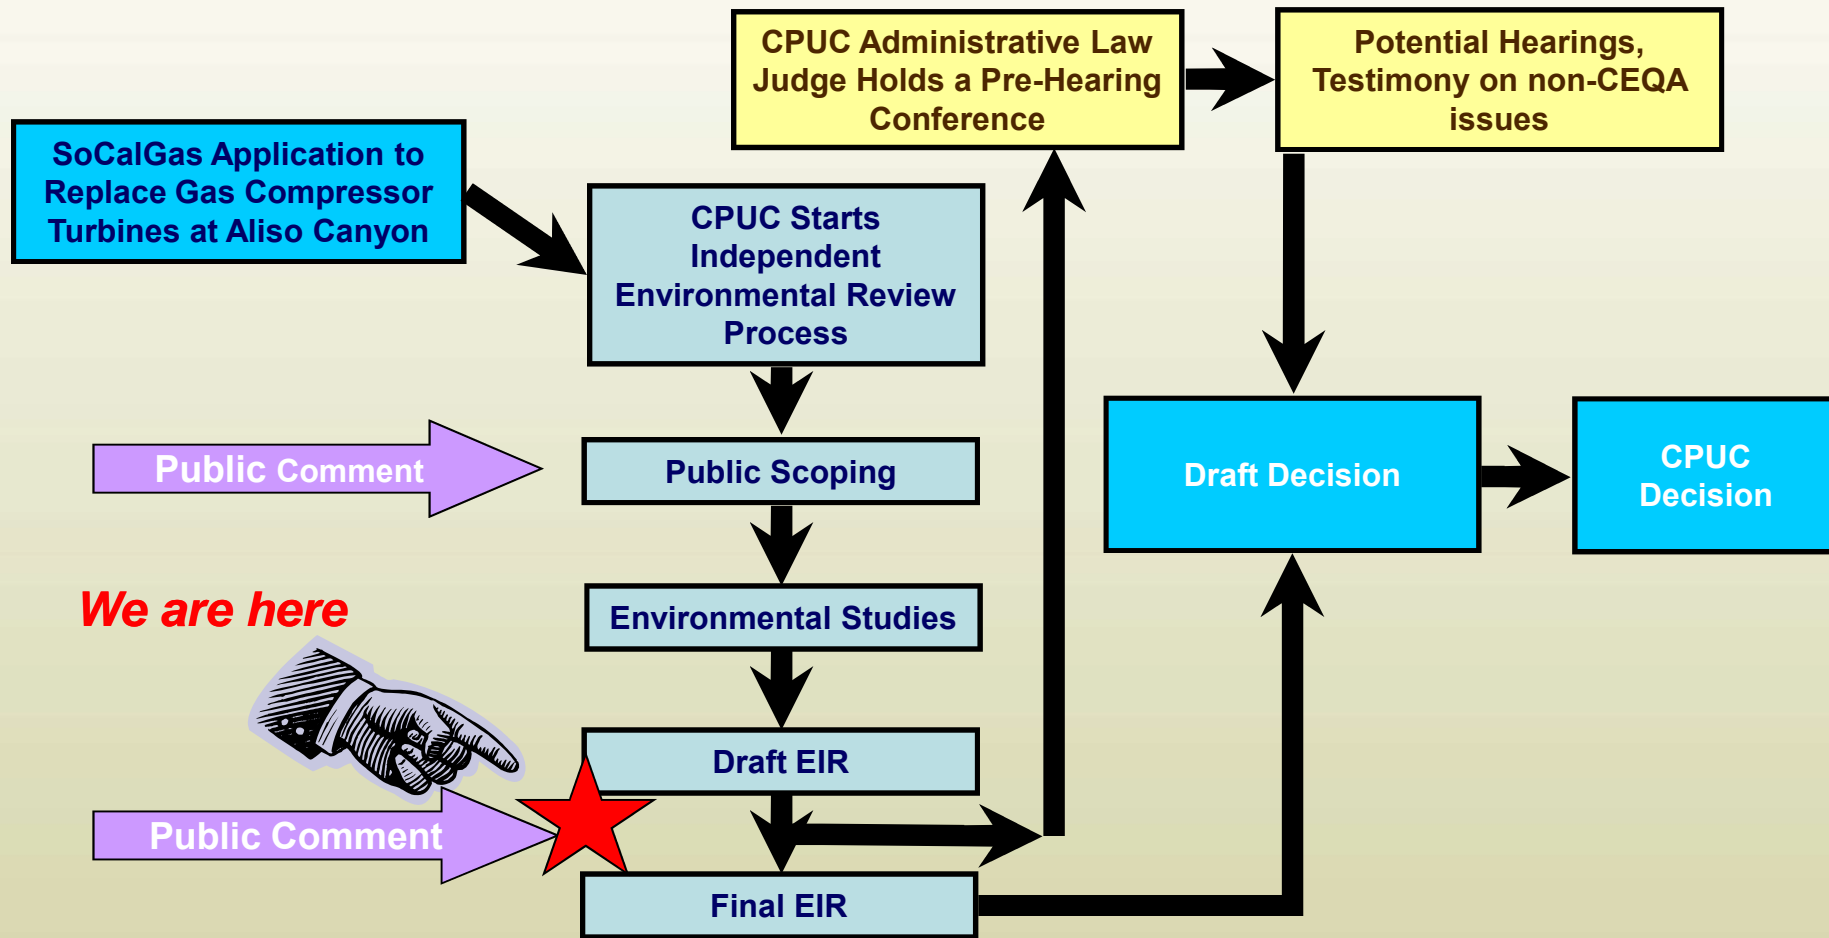 CPUC Administrative Law
Judge Holds a Pre-Hearing
Conference
Potential Hearings,
Testimony on non-CEQA
issues
SoCalGas Application to
Replace Gas Compressor
Turbines at Aliso Canyon
CPUC Starts
Independent
Environmental Review
Process
Public Comment
Public Scoping
Draft Decision
CPUC
Decision
We are here
Environmental Studies
Draft EIR
Public Comment
Final EIR